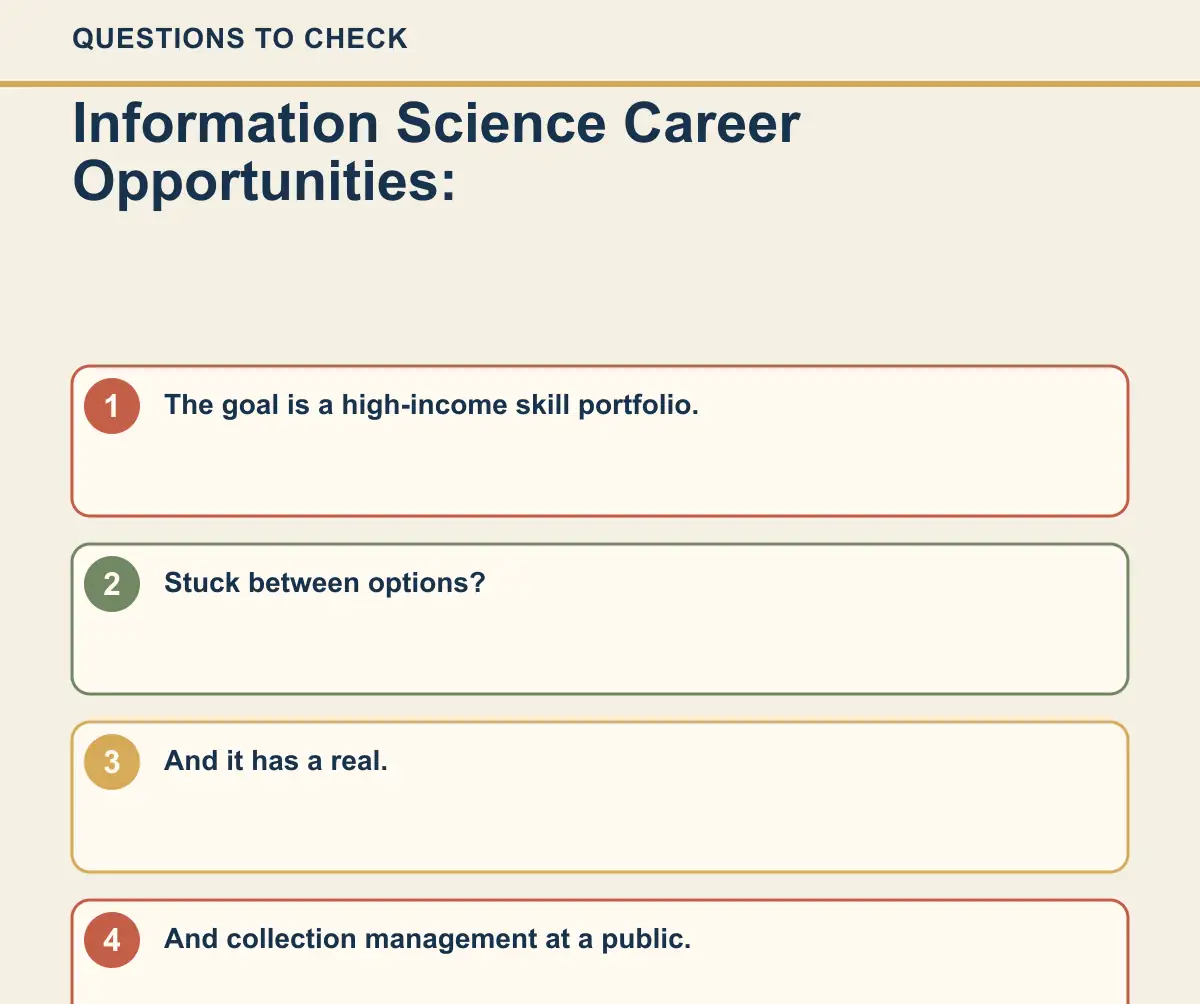 QUESTIONS TO CHECK
Information Science Career
Opportunities:
1
The goal is a high-income skill portfolio.
2
Stuck between options?
3
And it has a real.
4
And collection management at a public.